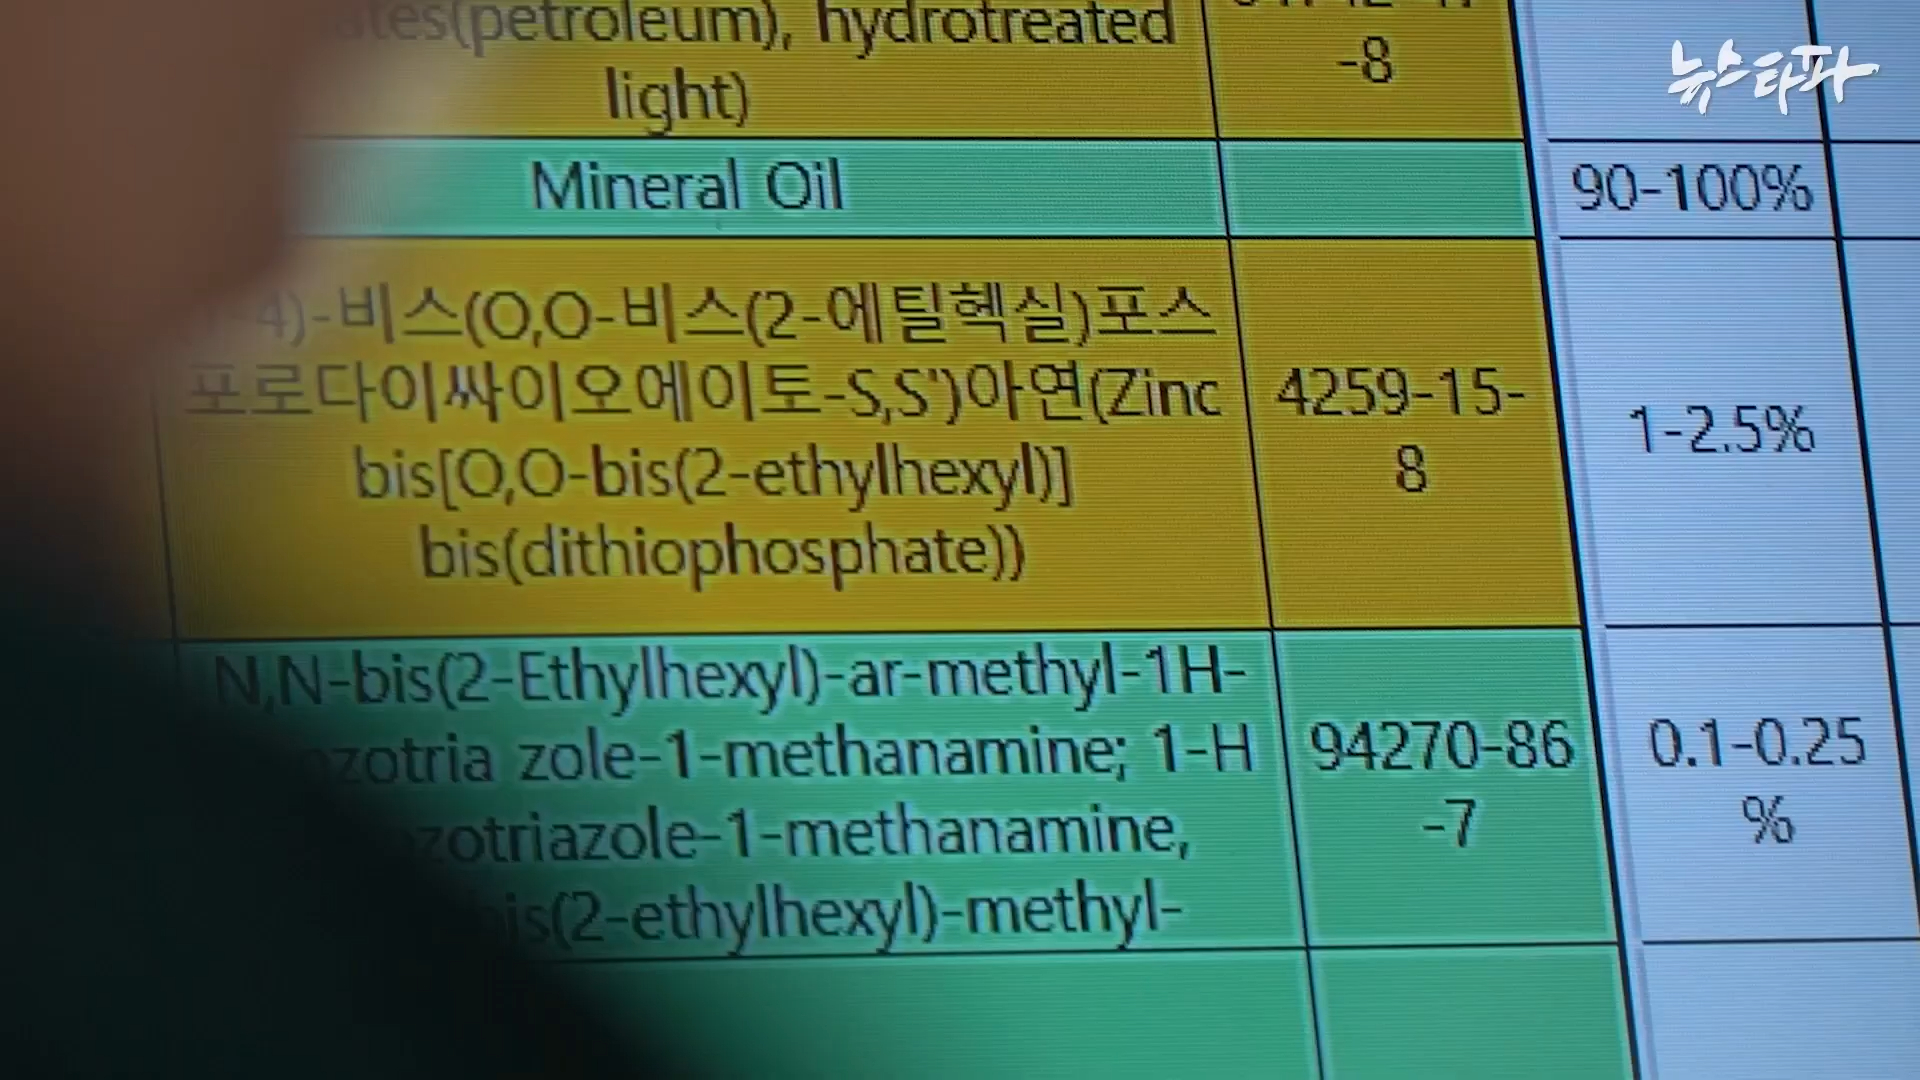 (petroleum), hydrotreated
light)
-8
뉴스타파
Mineral Oil
90-100%
4)-비스(O,O-비스(2-에틸헥실)포스
포로다이싸이오에이토-S,S')아연(Zinc
bis[O,O-bis(2-ethylhexyl)]
bis(dithiophosphate))
4259-15-
8
1-2.5%
N,N-bis(2-Ethylhexyl)-ar-methyl-1H-
zole-1-methanamine; 1-H
-1-methanamine,
(2-ethylhexyl)-methyl-
94270-86
-7
0.1-0.25
%